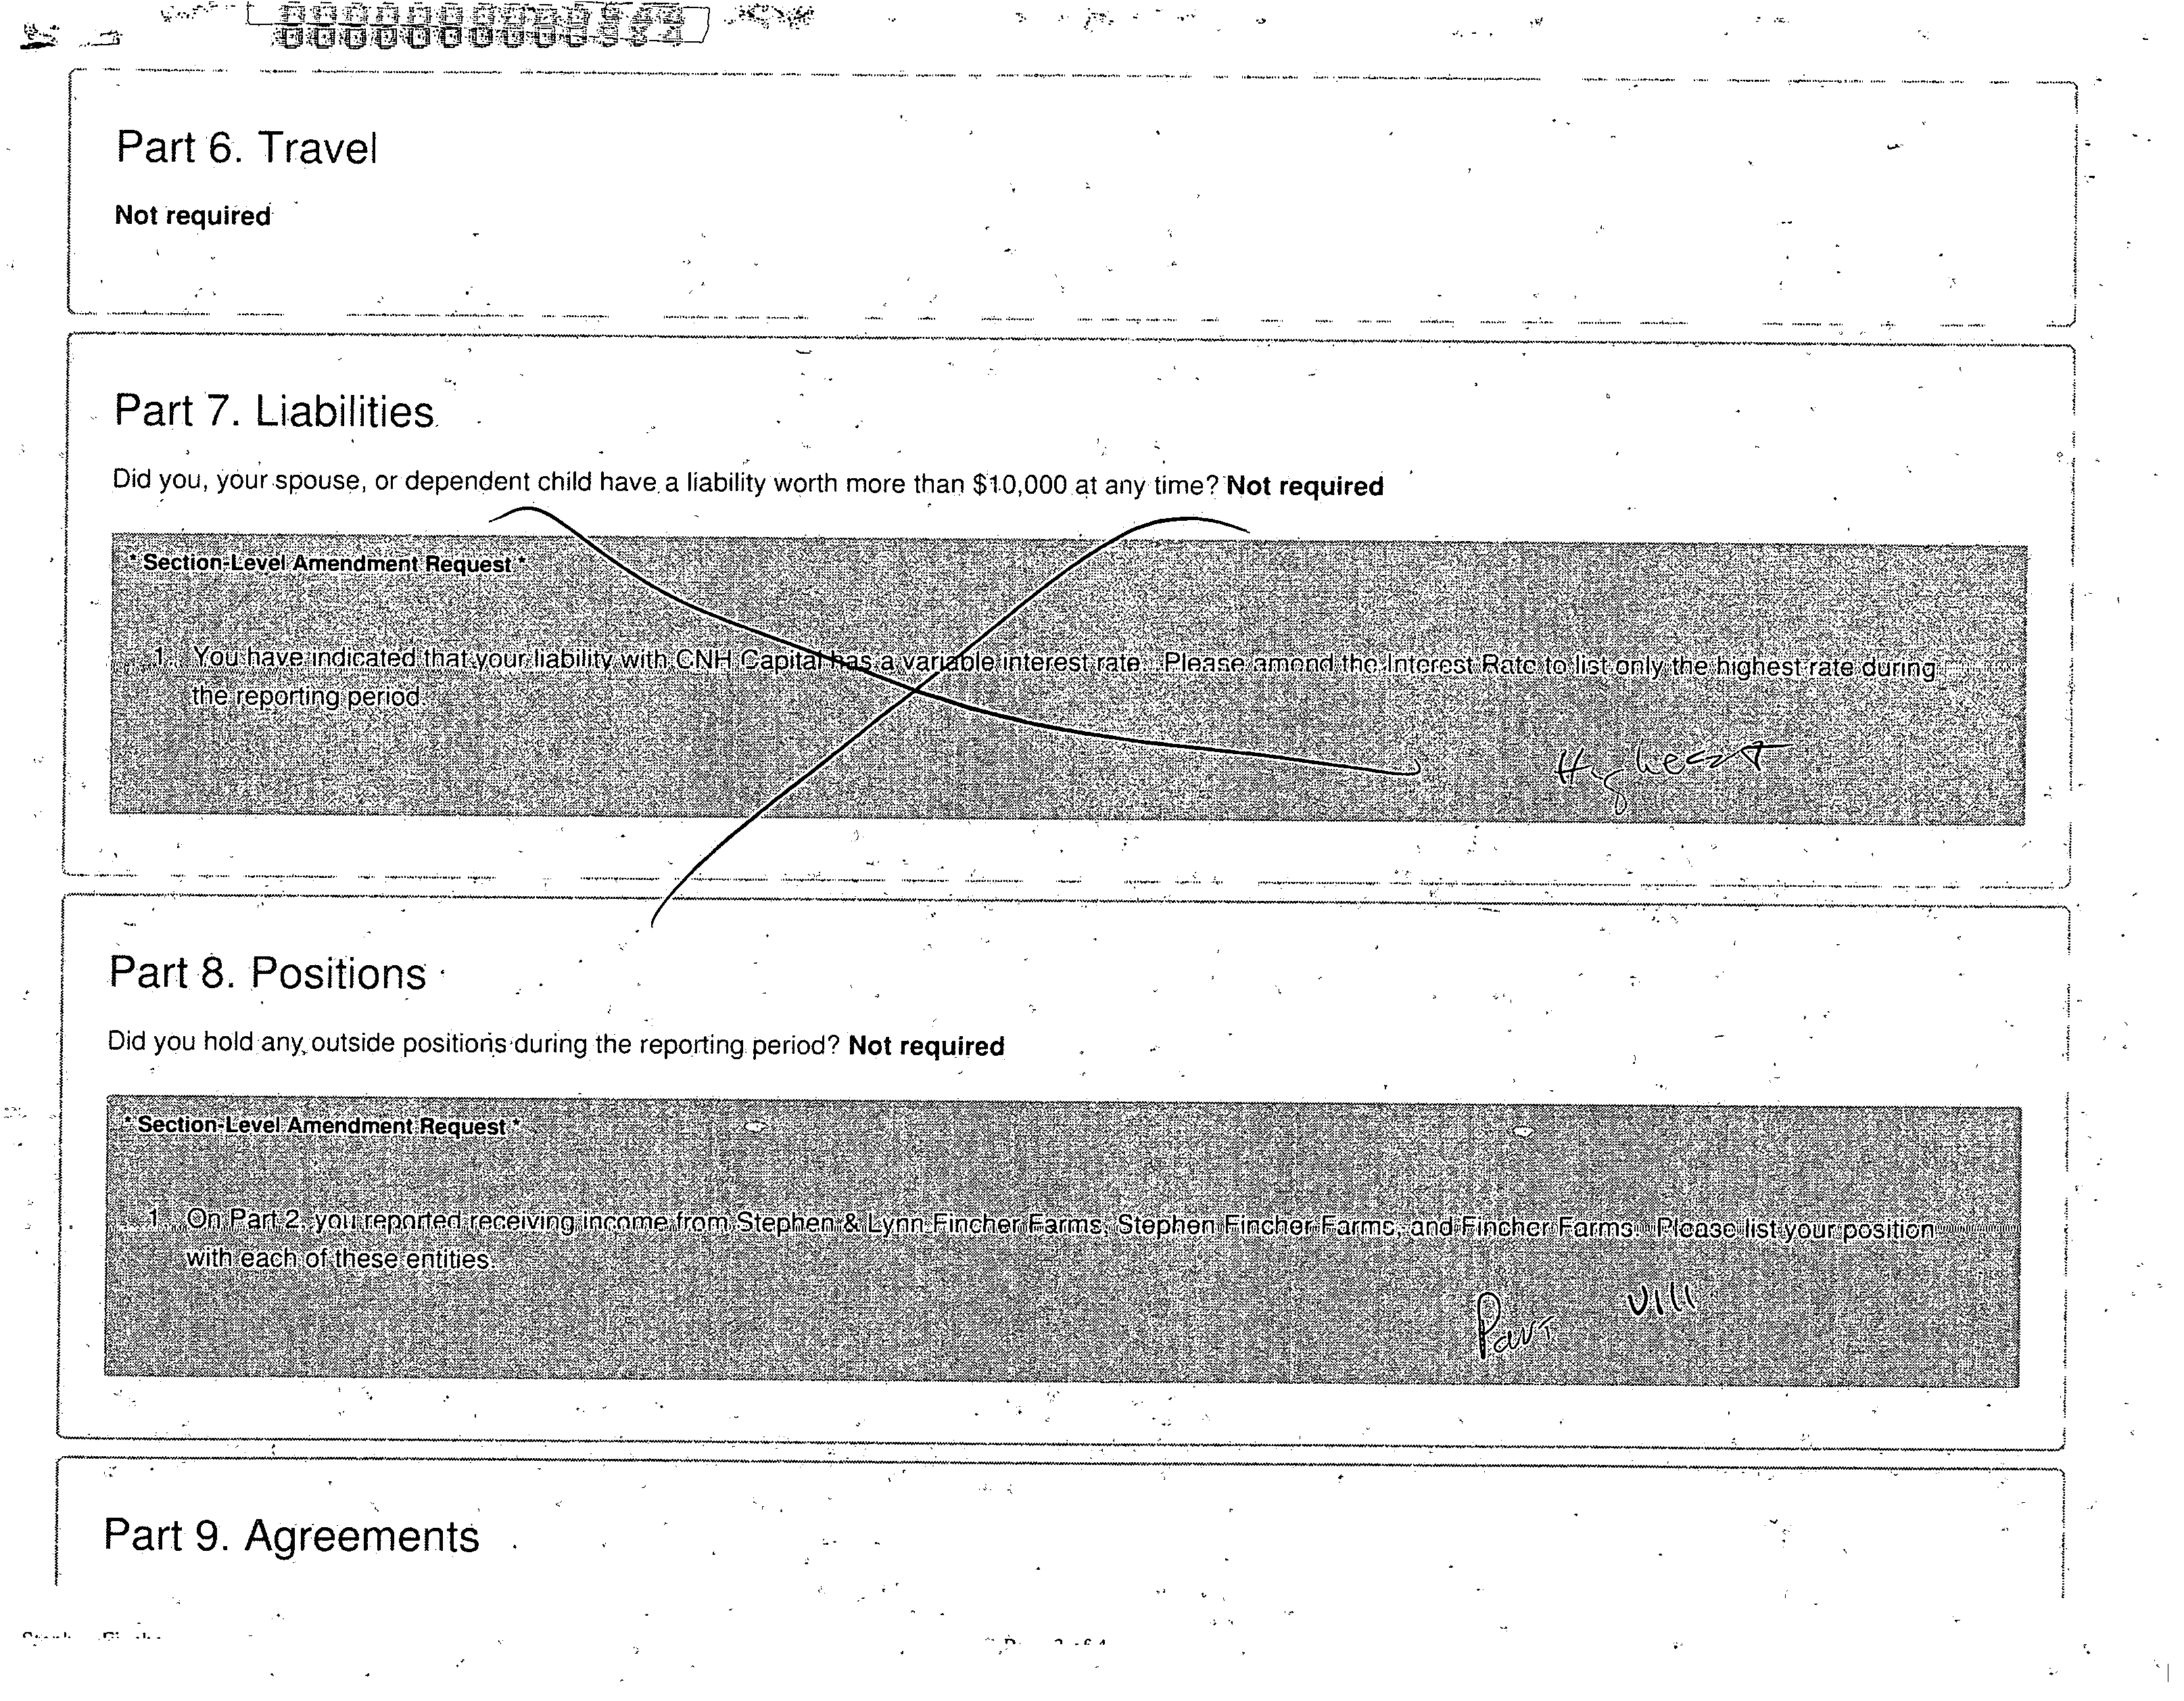 Part 6. Travel
Not required
Part 7. Liabilities
Did you, your spouse, or dependent child have a liability worth more than $10,000 at any time? Not required
* Section-Level Amendment Request *
1. You have indicated that your liability with CNH Capital has a variable interest rate. Please amend the Interest Rate to list only the highest rate during
the reporting period.
Highest
Part 8. Positions
Did you hold any outside positions during the reporting period? Not required
* Section-Level Amendment Request *
1. On Part 2, you reported receiving income from Stephen & Lynn Fincher Farms, Stephen Fincher Farms, and Fincher Farms. Please list your position
with each of these entities.
Part VIII
Part 9. Agreements